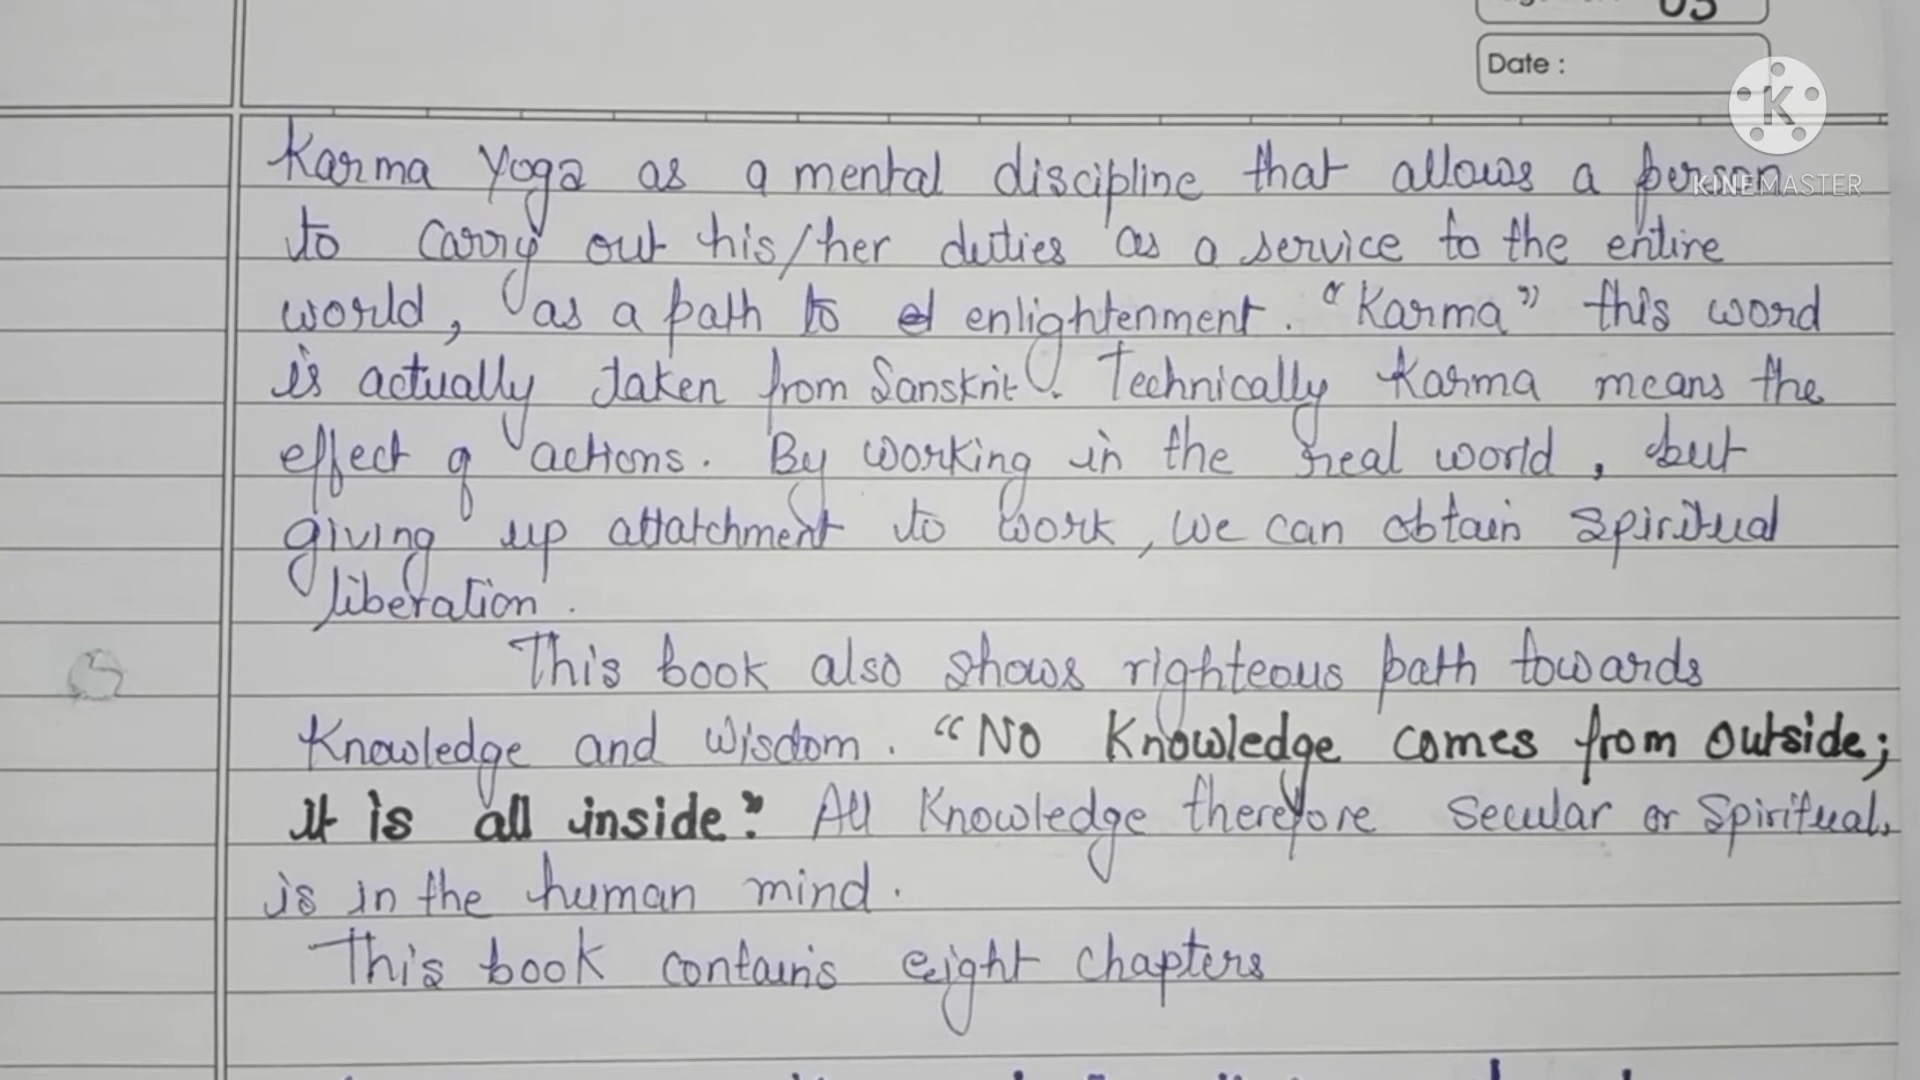 03
Date :
KINEMASTER
Karma Yoga as a mental discipline that allows a person
to carry out his/her duties as a service to the entire
world, as a path to enlightenment. "Karma" this word
is actually taken from Sanskrit. Technically Karma means the
effect of actions. By working in the real world, but
giving up attatchment to work, we can obtain spiritual
liberation.
This book also shows righteous path towards
Knowledge and Wisdom. "No Knowledge comes from outside;
it is all inside." All Knowledge therefore secular or spiritual,
is in the human mind.
This book contains eight chapters